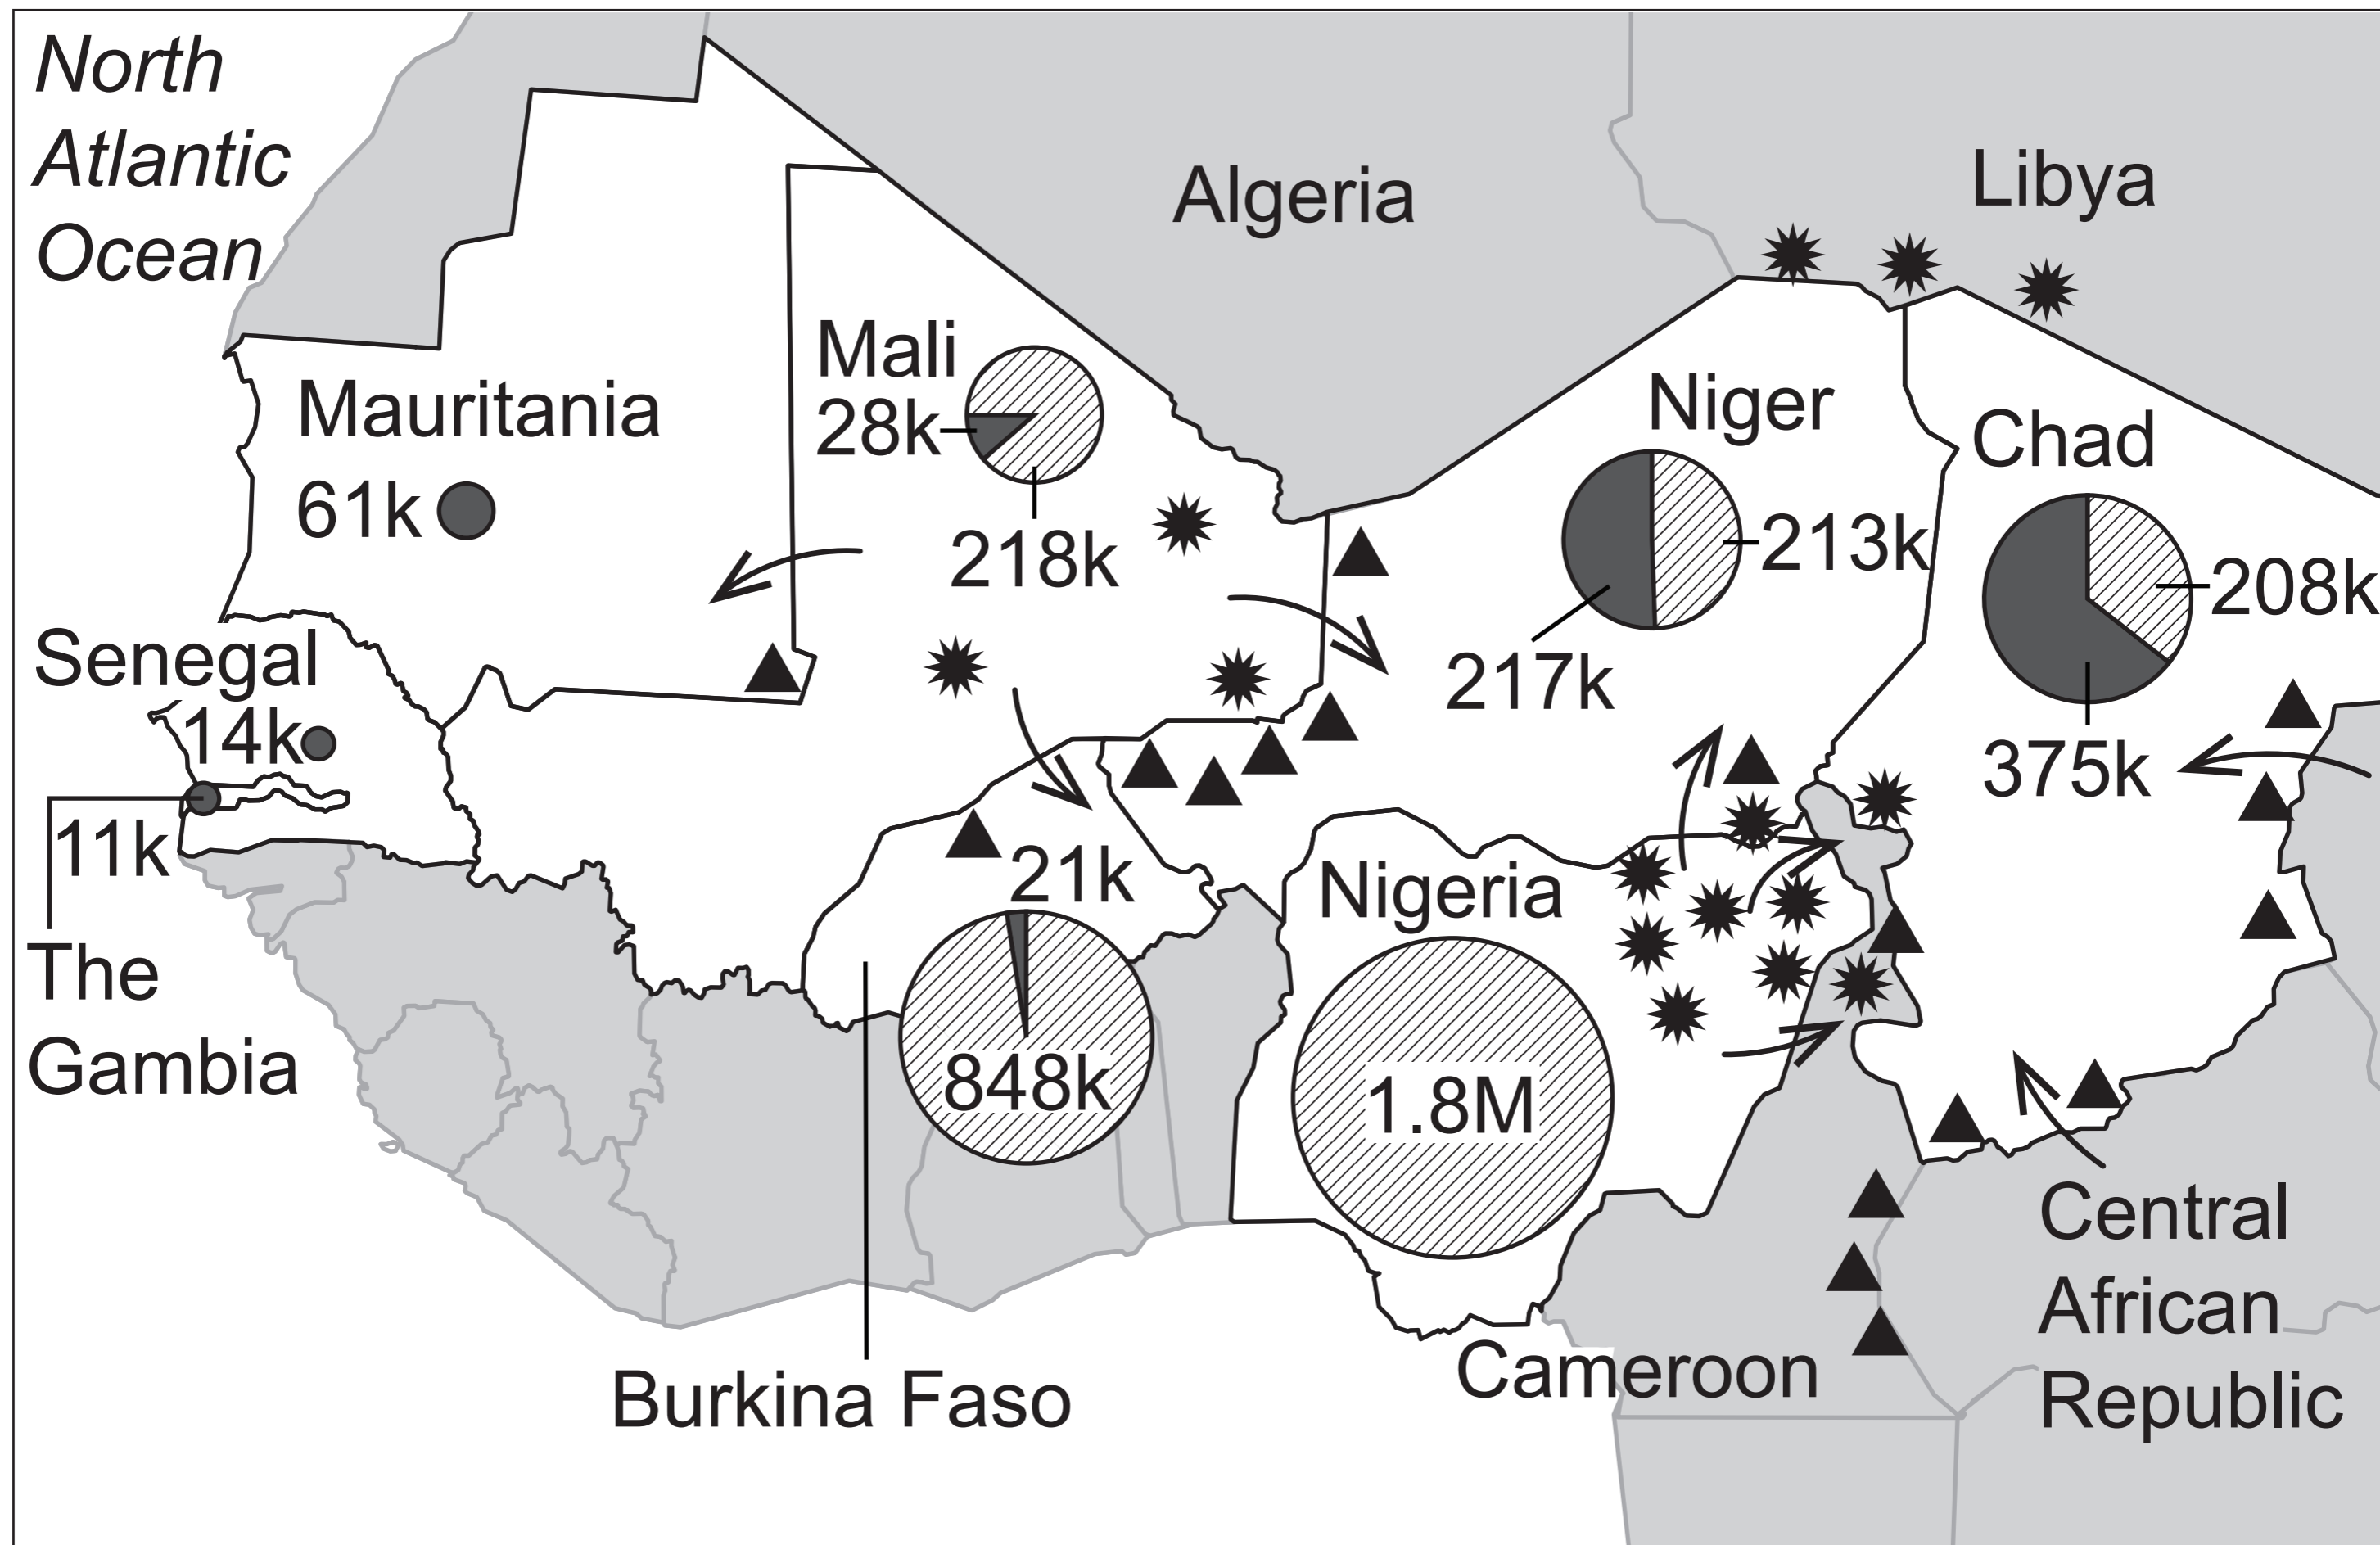 North
Atlantic
Ocean
Algeria
Libya
Mali
28k
218k
Mauritania
61k
Niger
213k
217k
Chad
208k
375k
Senegal
14k
11k
The
Gambia
21k
848k
Burkina Faso
Nigeria
1.8M
Cameroon
Central
African
Republic